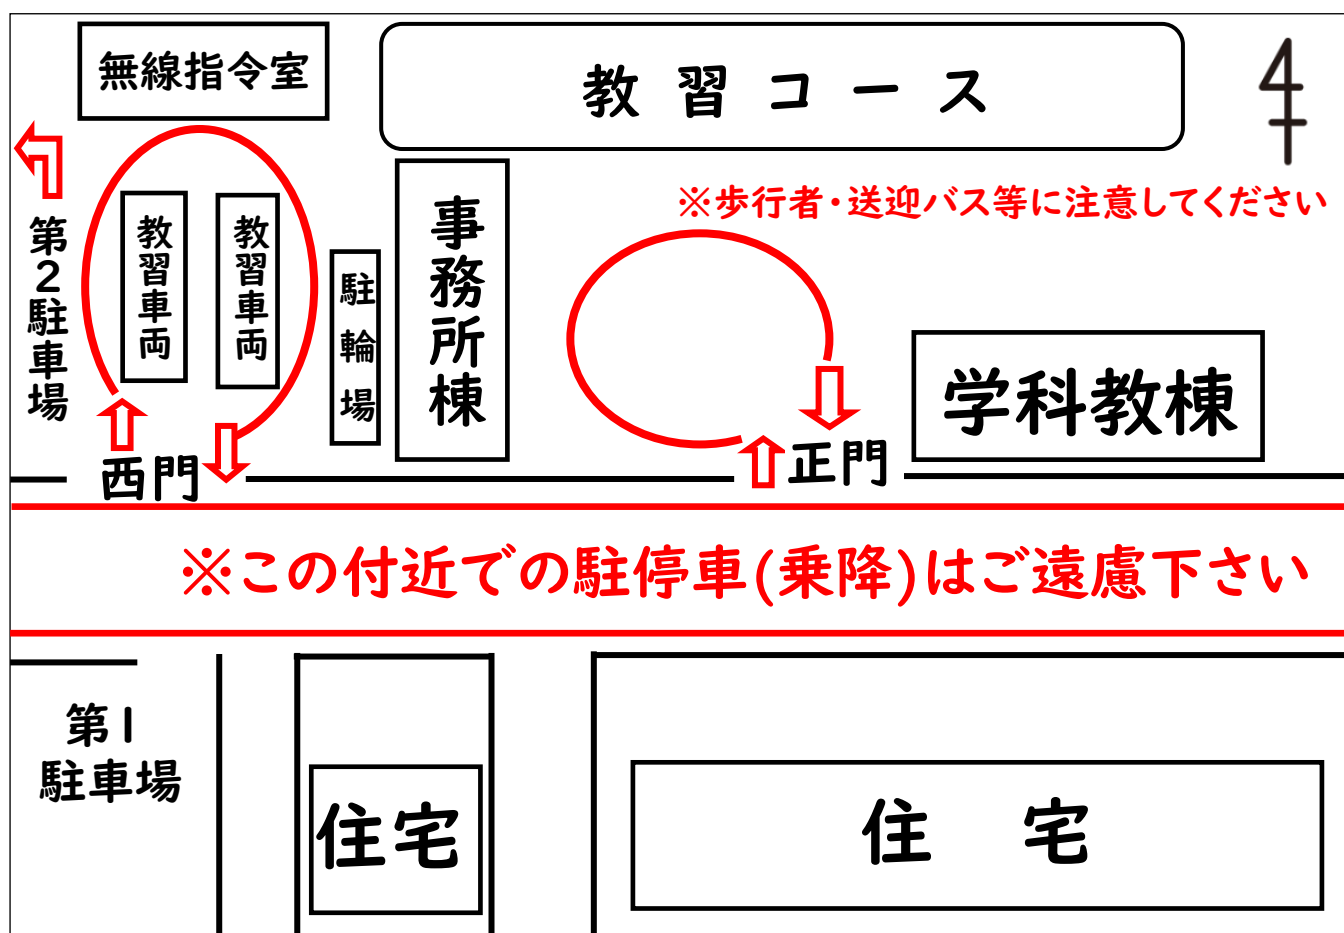 無線指令室
教習コース
※歩行者・送迎バス等に注意してください
第2駐車場
教習車両
教習車両
駐輪場
事務所棟
学科教棟
西門
正門
※この付近での駐停車(乗降)はご遠慮下さい
第1
駐車場
住宅
住宅